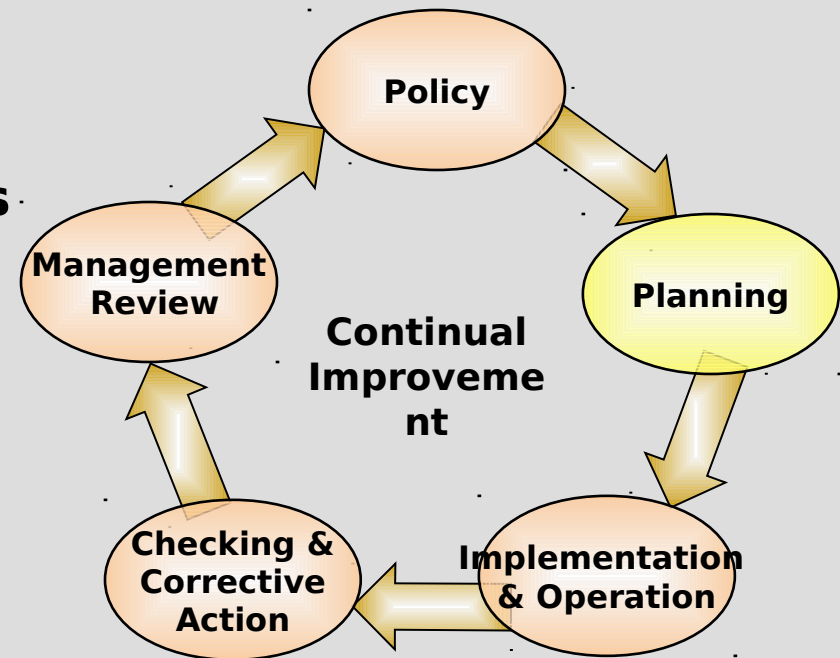 Policy
s
Management
Review
Planning
Continual
Improveme
nt
Checking &
Corrective
Action
Implementation
& Operation